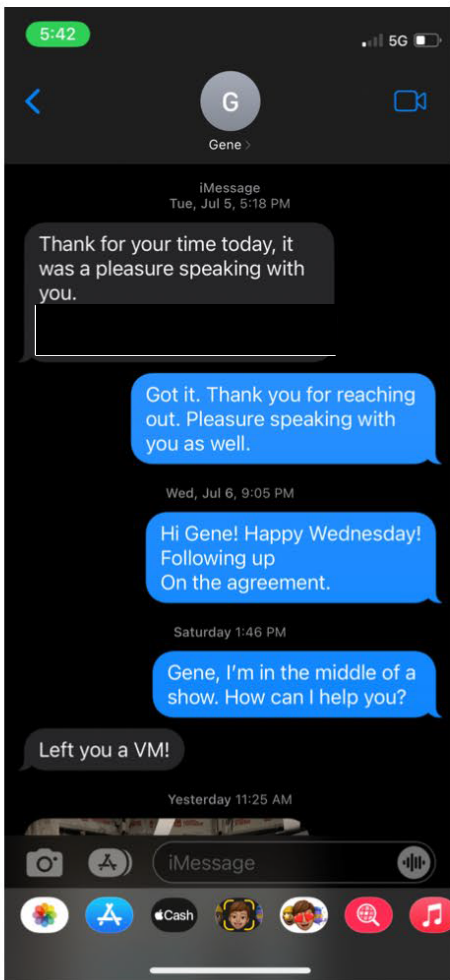 5:42
5G
G
Gene
iMessage
Tue, Jul 5, 5:18 PM
Thank for your time today, it
was a pleasure speaking with
you.
Got it. Thank you for reaching
out. Pleasure speaking with
you as well.
Wed, Jul 6, 9:05 PM
Hi Gene! Happy Wednesday!
Following up
On the agreement.
Saturday 1:46 PM
Gene, I'm in the middle of a
show. How can I help you?
Left you a VM!
Yesterday 11:25 AM
iMessage
Cash